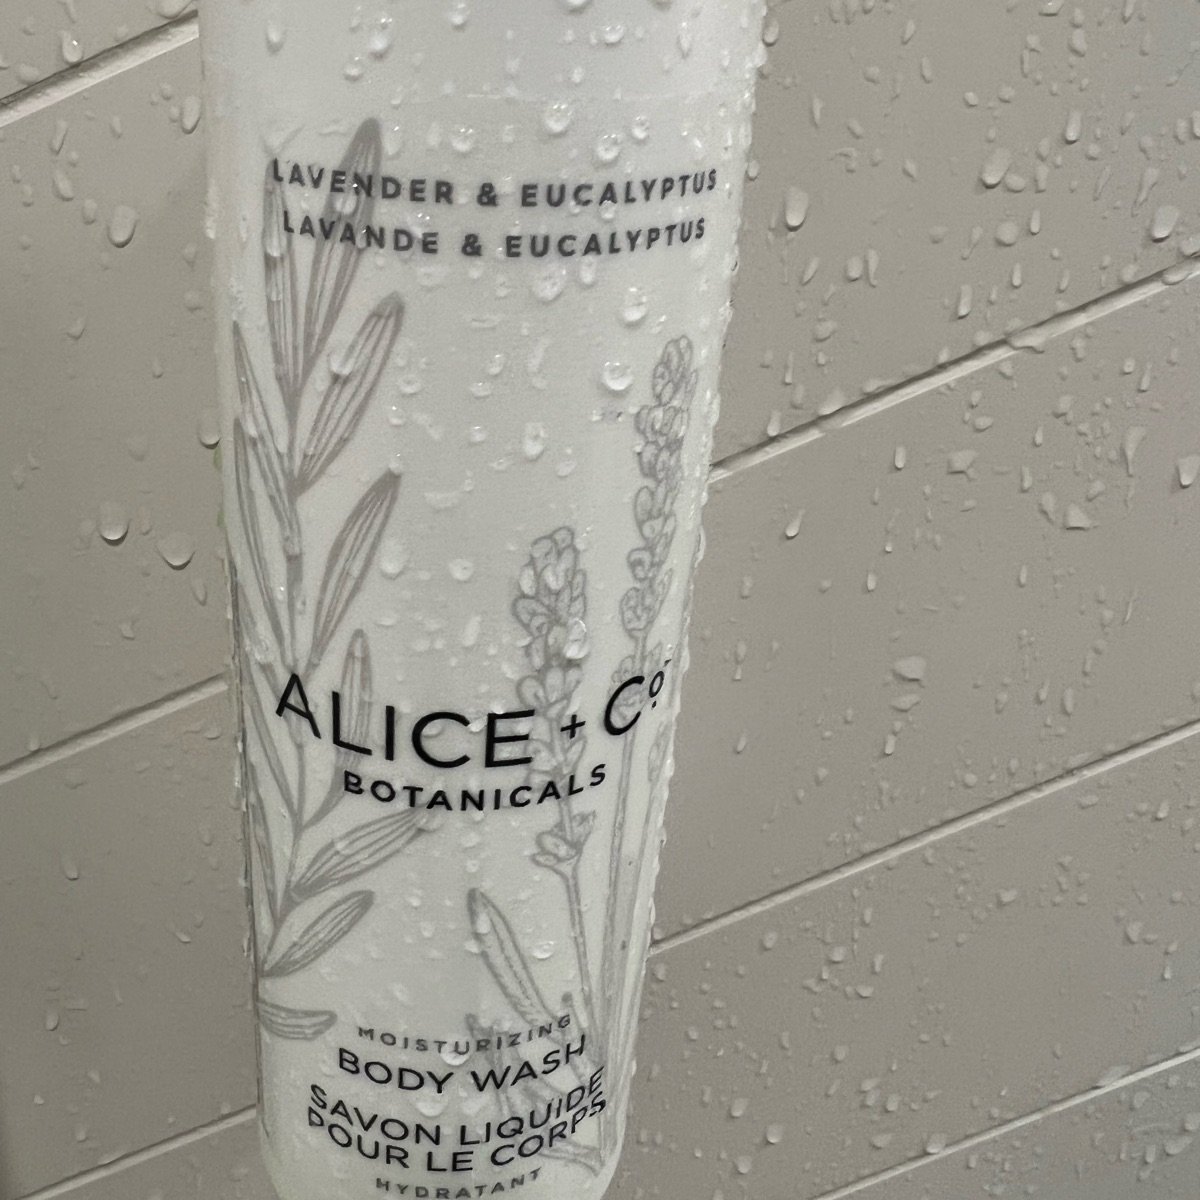 LAVENDER & EUCALYPTUS
LAVANDE & EUCALYPTUS
ALICE + Cº
BOTANICALS
MOISTURIZING
BODY WASH
SAVON LIQUIDE
POUR LE CORPS
HYDRATANT